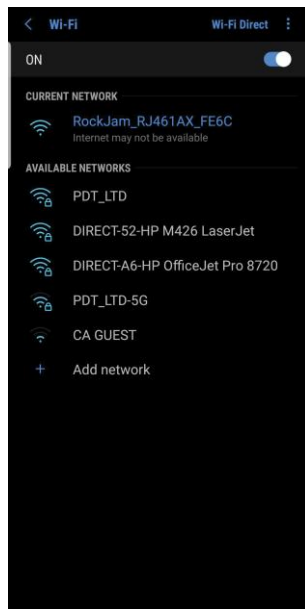 < Wi-Fi Wi-Fi Direct
ON
CURRENT NETWORK
RockJam_RJ461AX_FE6C
Internet may not be available
AVAILABLE NETWORKS
PDT_LTD
DIRECT-52-HP M426 LaserJet
DIRECT-A6-HP OfficeJet Pro 8720
PDT_LTD-5G
CA GUEST
+ Add network